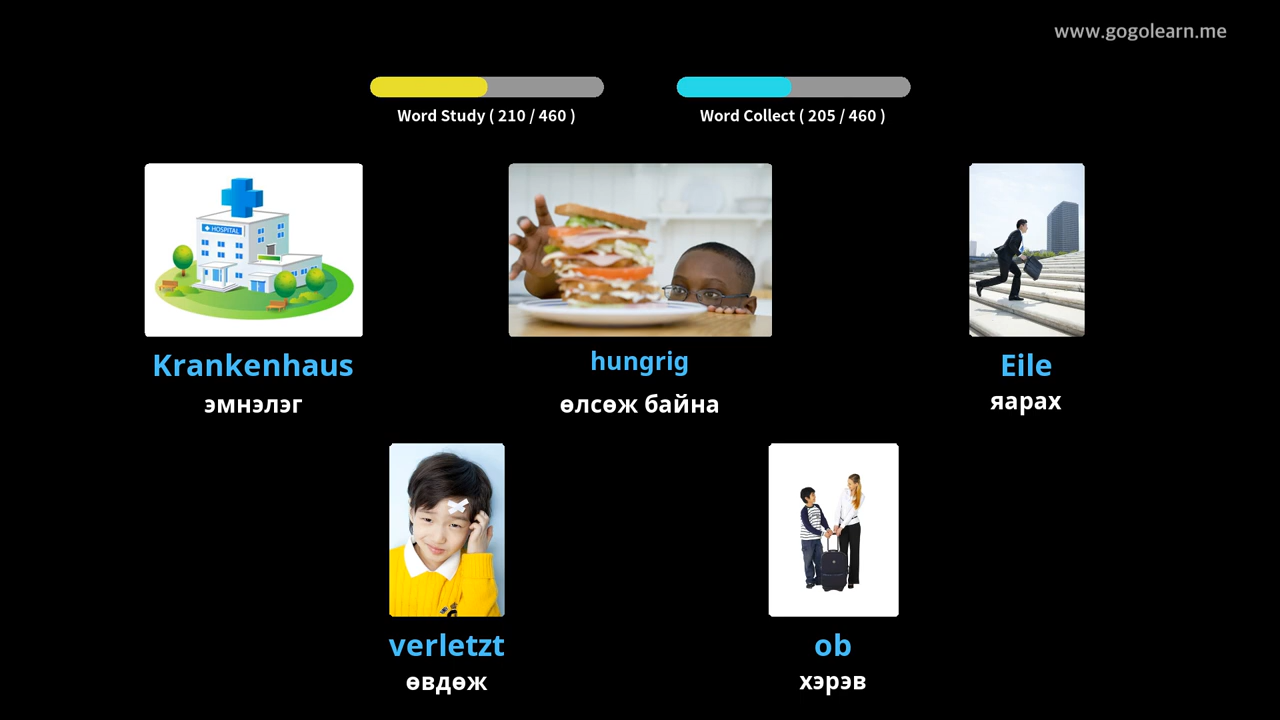 www.gogolearn.me
Word Study ( 210 / 460 )
Word Collect ( 205 / 460 )
HOSPITAL
Krankenhaus
эмнэлэг
hungrig
өлсөж байна
Eile
яарах
verletzt
өвдөж
ob
хэрэв